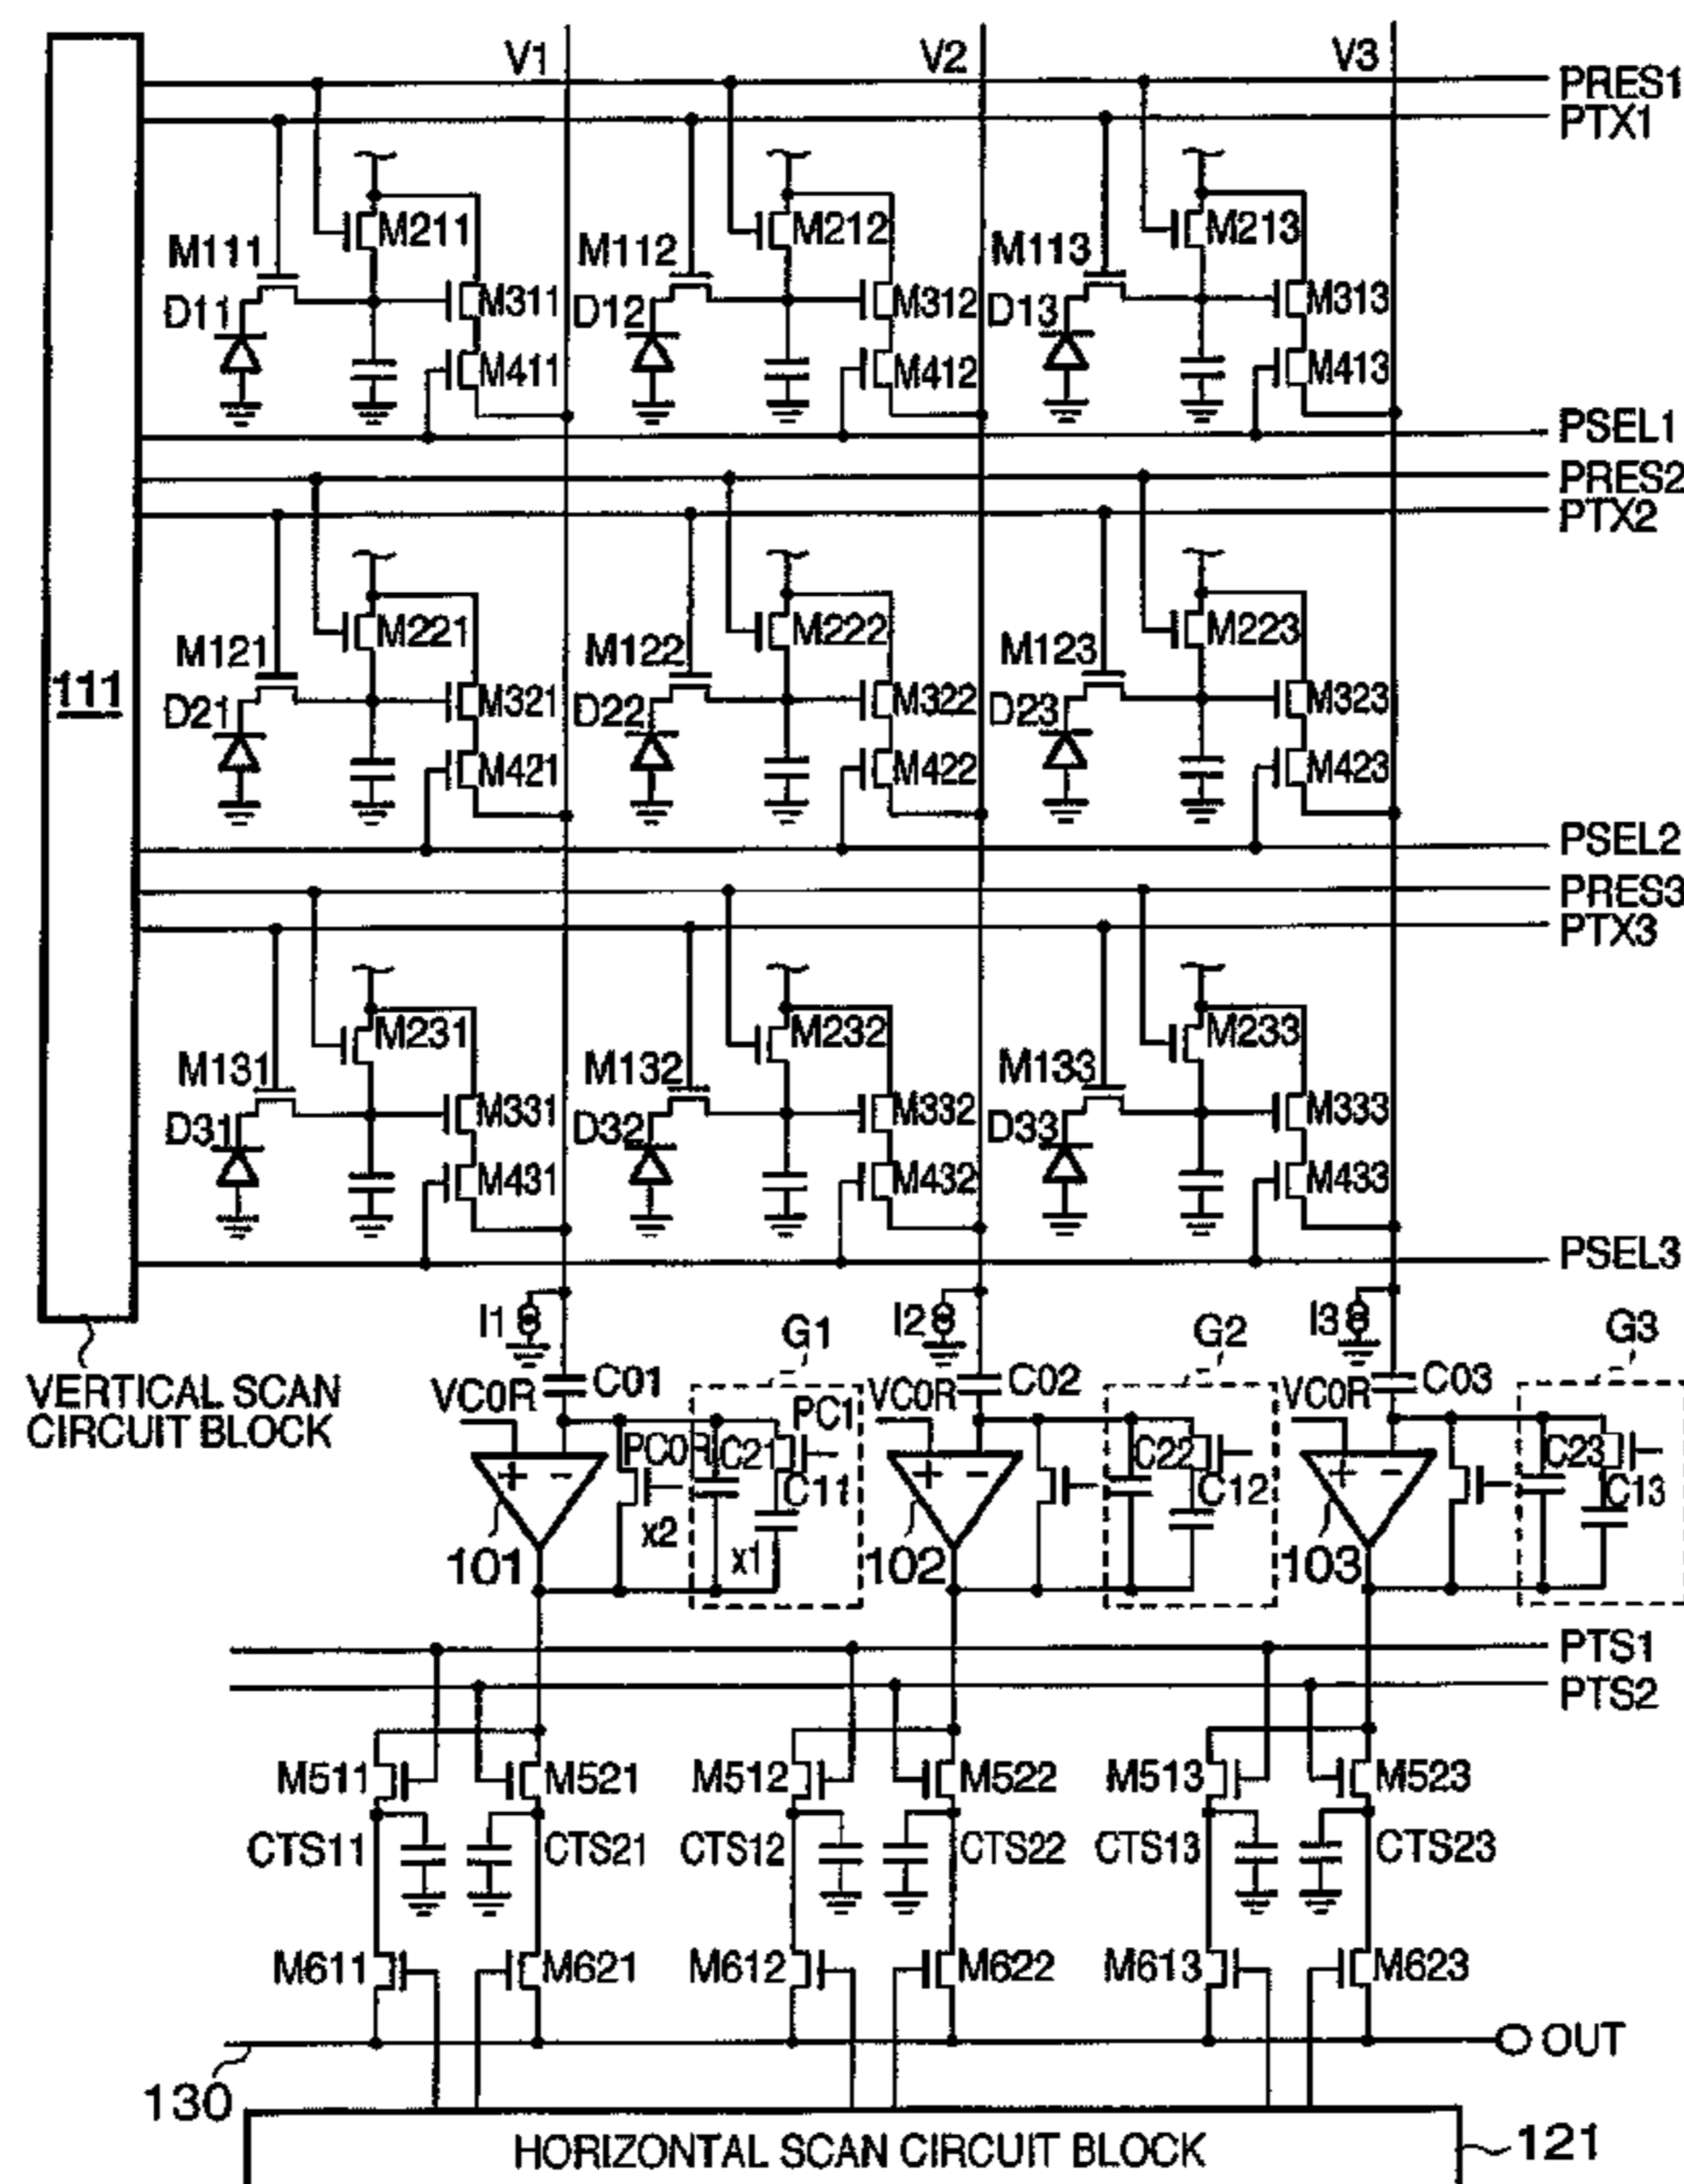 V1 V2 V3
PRES1
PTX1
M211 M212 M213
M111 M112 M113
D11 M311 D12 M312 D13 M313
M411 M412 M413
PSEL1
PRES2
PTX2
M221 M222 M223
M121 M122 M123
111
D21 M321 D22 M322 D23 M323
M421 M422 M423
PSEL2
PRES3
PTX3
M231 M232 M233
M131 M132 M133
D31 M331 D32 M332 D33 M333
M431 M432 M433
PSEL3
I1 G1 I2 G2 I3 G3
VERTICAL SCAN
CIRCUIT BLOCK
VC0R C01 VC0R C02 VC0R C03
PC1
PC0R C21 C22 C23
+ − + − + −
C11 C12 C13
x2 x1
101 102 103
PTS1
PTS2
M511 M521 M512 M522 M513 M523
CTS11 CTS21 CTS12 CTS22 CTS13 CTS23
M611 M621 M612 M622 M613 M623
OUT
130
HORIZONTAL SCAN CIRCUIT BLOCK 121